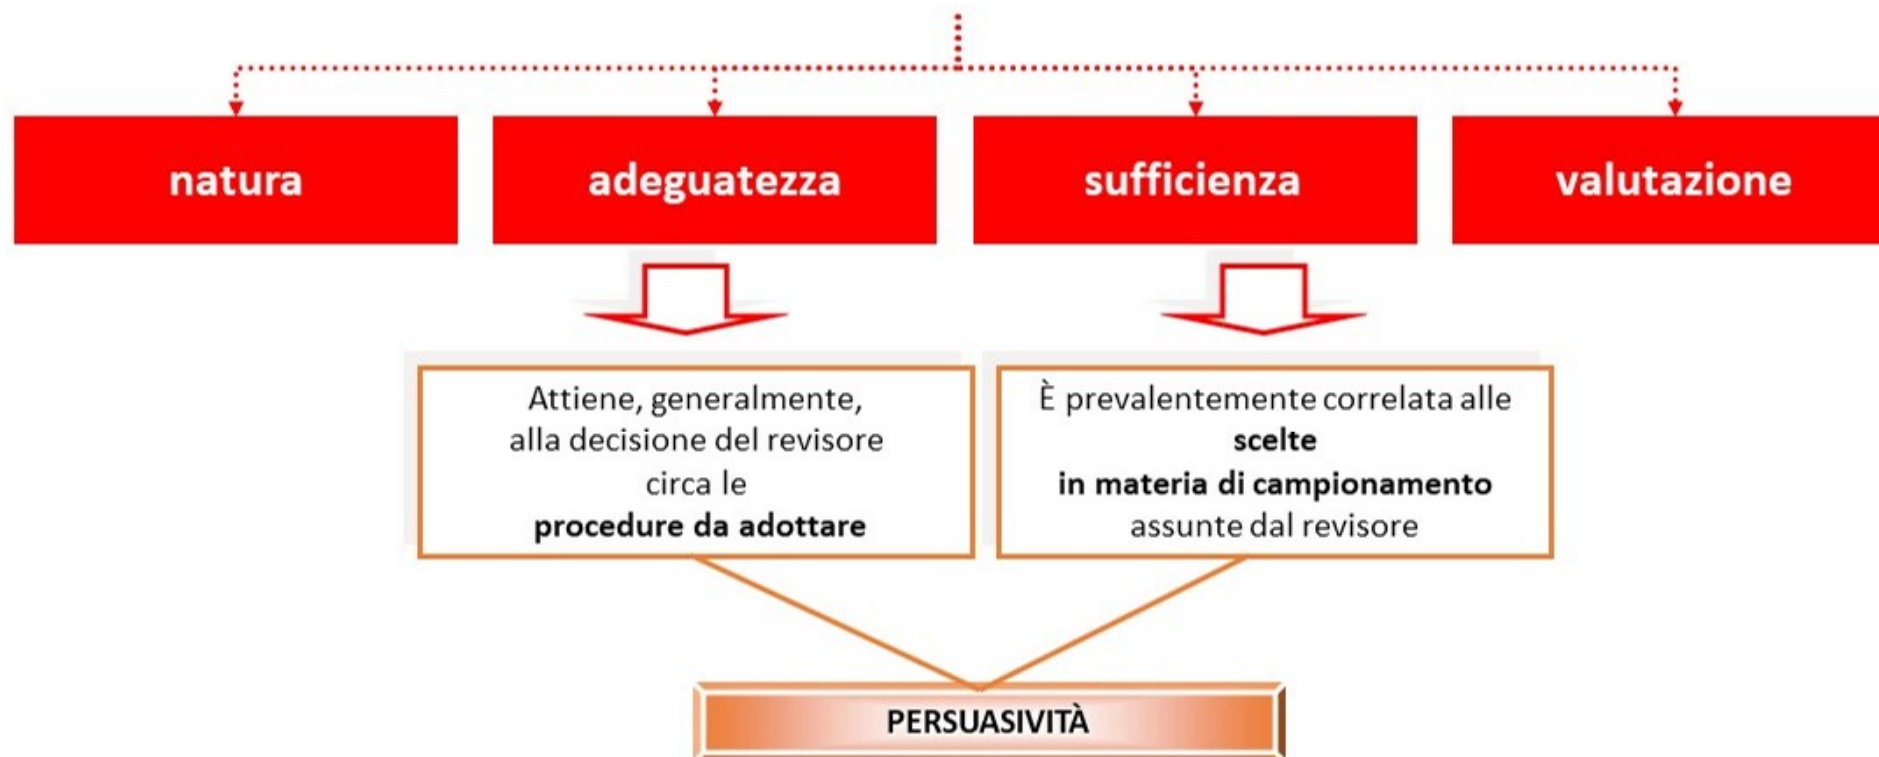 natura
adeguatezza
sufficienza
valutazione
Attiene, generalmente,
alla decisione del revisore
circa le
procedure da adottare
È prevalentemente correlata alle
scelte
in materia di campionamento
assunte dal revisore
PERSUASIVITÀ